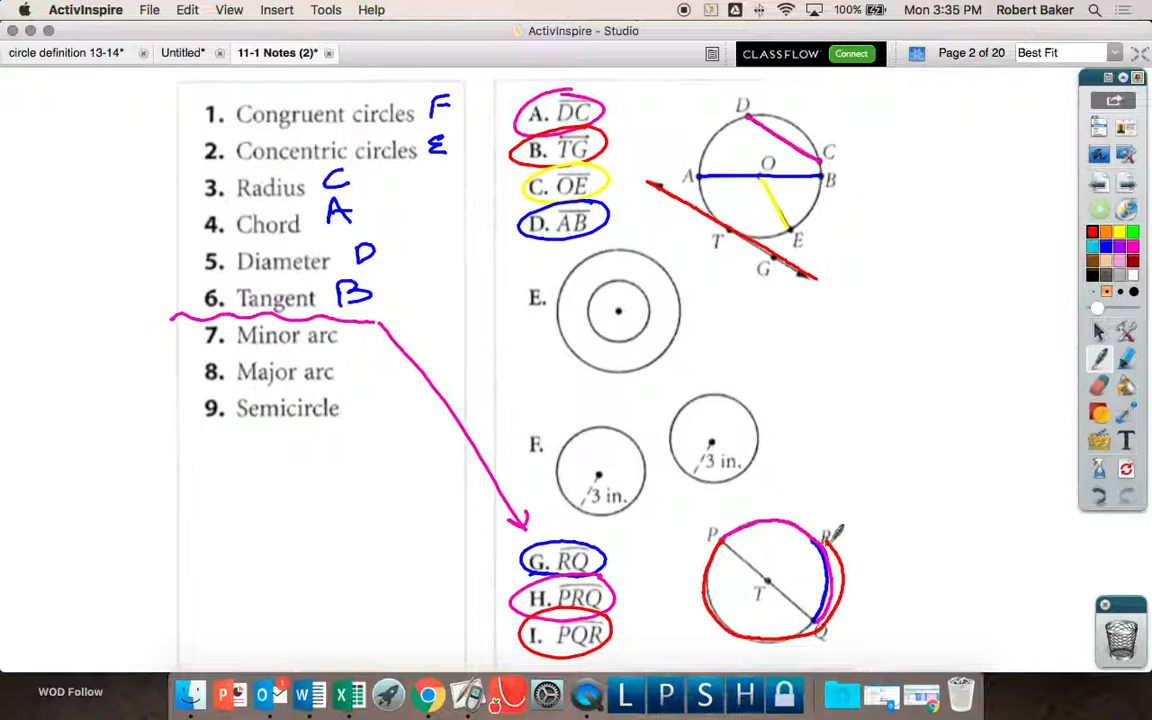 ActivInspire File Edit View Insert Tools Help 100% Mon 3:35 PM Robert Baker
ActivInspire - Studio
circle definition 13-14* Untitled* 11-1 Notes (2)* CLASSFLOW Connect Page 2 of 20 Best Fit
1. Congruent circles F
2. Concentric circles E
3. Radius C
4. Chord A
5. Diameter D
6. Tangent B
7. Minor arc
8. Major arc
9. Semicircle
A. DC
B. TG
C. OE
D. AB
D
C
O
A
B
T
E
G
E.
F.
3 in.
3 in.
G. RQ
H. PRQ
I. PQR
P
R
T
Q
T
WOD Follow
P O W X L P S H